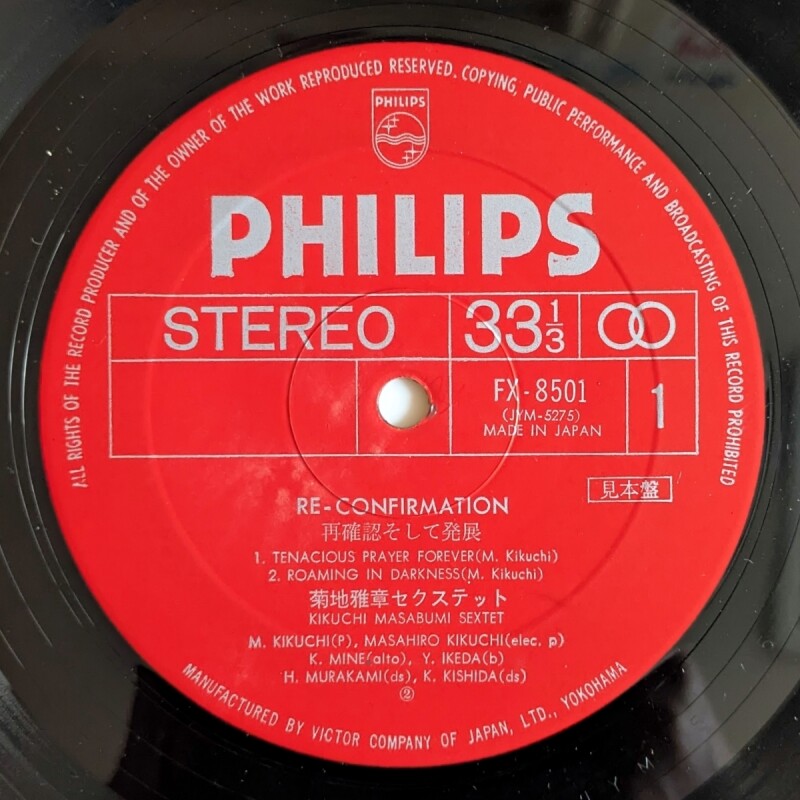 ALL RIGHTS OF THE RECORD PRODUCER AND OF THE OWNER OF THE WORK REPRODUCED RESERVED. COPYING, PUBLIC PERFORMANCE AND BROADCASTING OF THIS RECORD PROHIBITED
PHILIPS
PHILIPS
STEREO
33 1/3
FX-8501
(JYM-5275)
MADE IN JAPAN
1
見本盤
RE-CONFIRMATION
再確認そして発展
1. TENACIOUS PRAYER FOREVER(M. Kikuchi)
2. ROAMING IN DARKNESS(M. Kikuchi)
菊地雅章セクステット
KIKUCHI MASABUMI SEXTET
M. KIKUCHI(P), MASAHIRO KIKUCHI(elec. p)
K. MINE(alto), Y. IKEDA(b)
H. MURAKAMI(ds), K. KISHIDA(ds)
②
MANUFACTURED BY VICTOR COMPANY OF JAPAN, LTD., YOKOHAMA